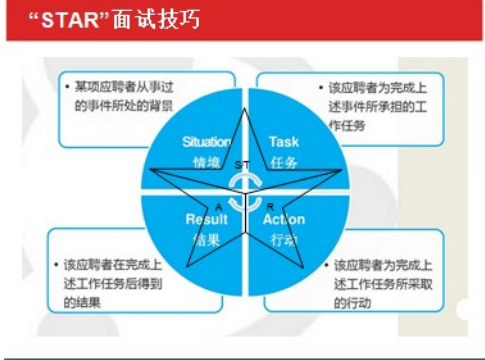 “STAR”面试技巧
• 某项应聘者从事过
的事件所处的背景
• 该应聘者为完成上
述事件所承担的工
作任务
Situation
情境
Task
任务
S/T
A
R
Result
结果
Action
行动
• 该应聘者在完成上
述工作任务后得到
的结果
• 该应聘者为完成上
述工作任务所采取
的行动